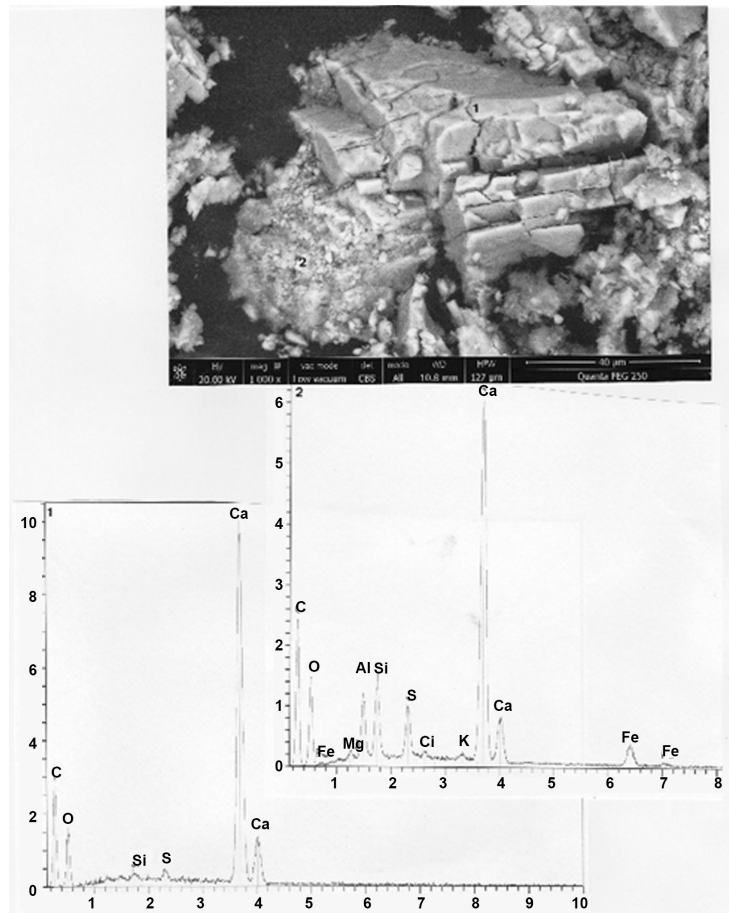 1
2
HV mag vac mode det mode WD HFW 40 µm
20.00 kV 1 000 x Low vacuum CBS All 10.8 mm 127 µm Quanta FEG 250
2
Ca
6
5
4
3
2
1
0
C
O
Fe
Mg
Al
Si
S
Ci
K
Ca
Fe
Fe
1 2 3 4 5 6 7 8
1
Ca
10
8
6
4
2
0
C
O
Si
S
Ca
1 2 3 4 5 6 7 8 9 10